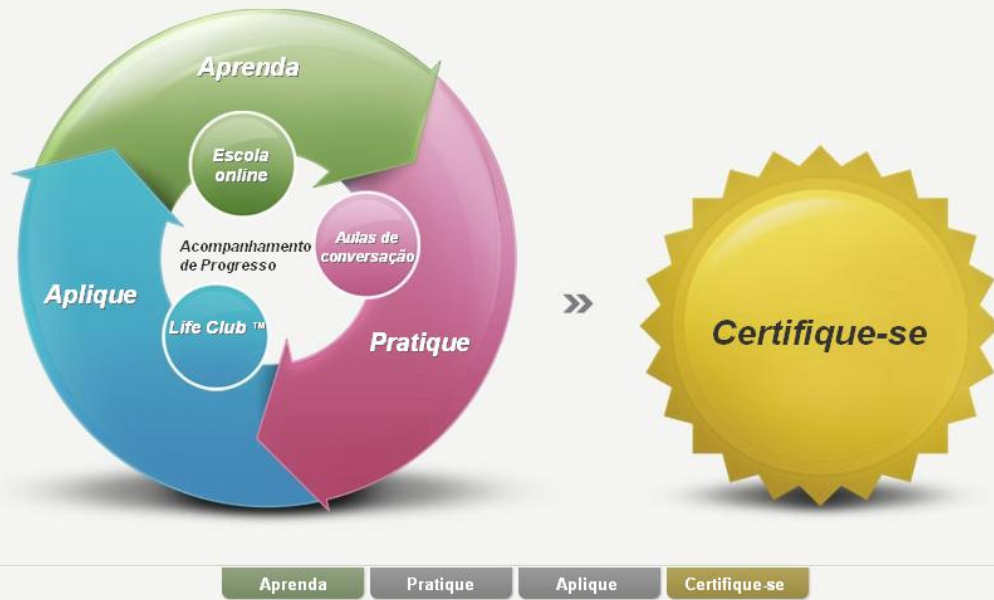 Aprenda
Escola
online
Aulas de
conversação
Acompanhamento
de Progresso
Aplique
Life Club ™
Pratique
Certifique-se
Aprenda
Pratique
Aplique
Certifique-se